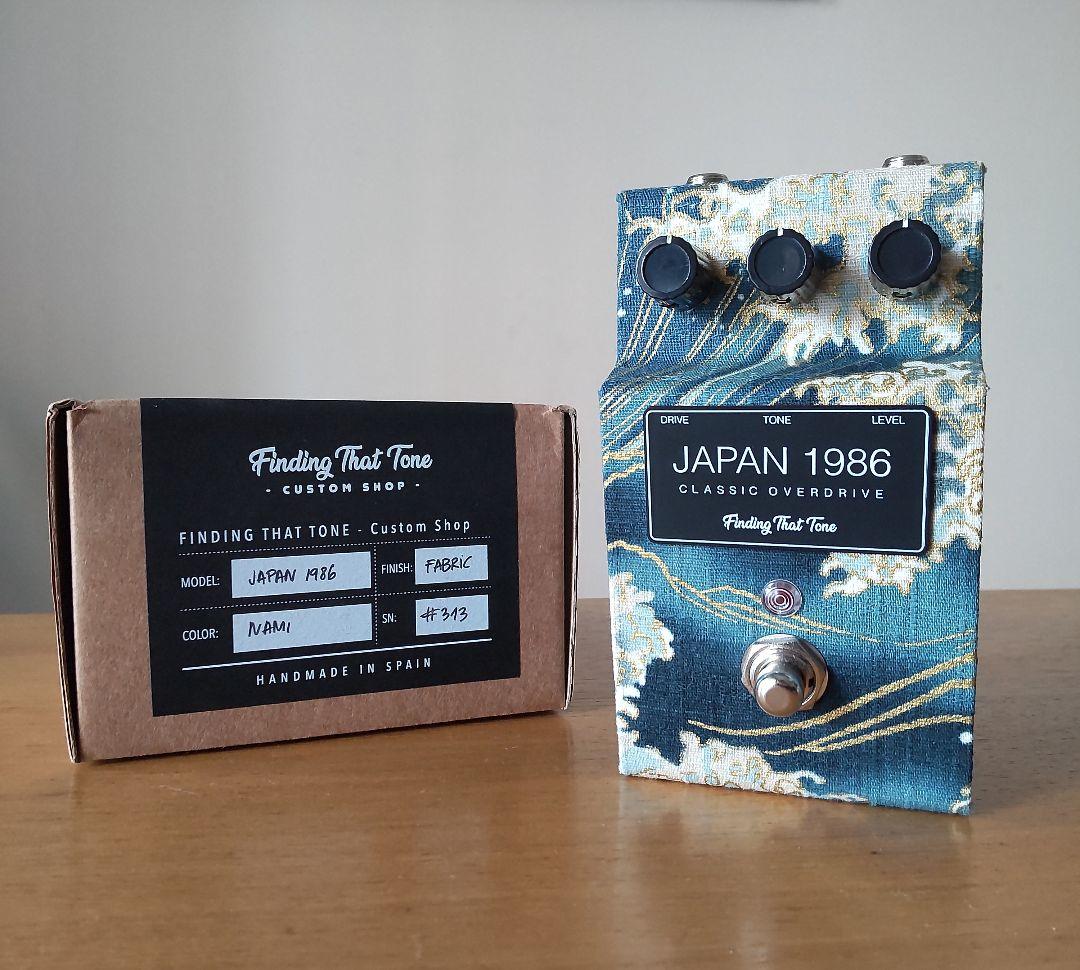 Finding That Tone
- CUSTOM SHOP -
FINDING THAT TONE - Custom Shop
MODEL: JAPAN 1986 FINISH: FABRIC
COLOR: NAMI SN: #313
HANDMADE IN SPAIN
DRIVE TONE LEVEL
JAPAN 1986
CLASSIC OVERDRIVE
Finding That Tone